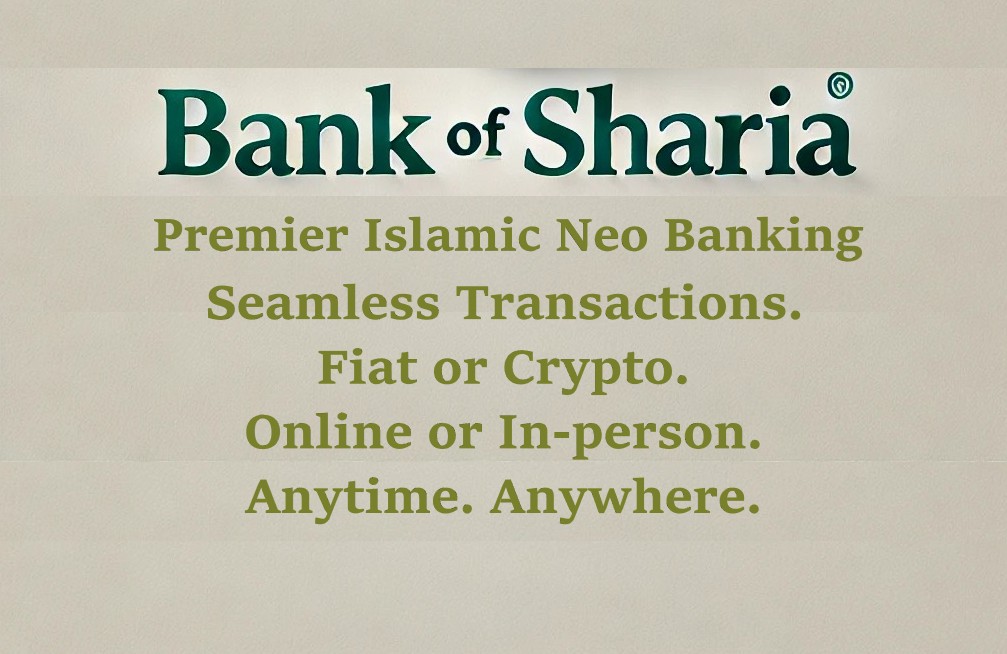 Bank of Sharia®
Premier Islamic Neo Banking
Seamless Transactions.
Fiat or Crypto.
Online or In-person.
Anytime. Anywhere.